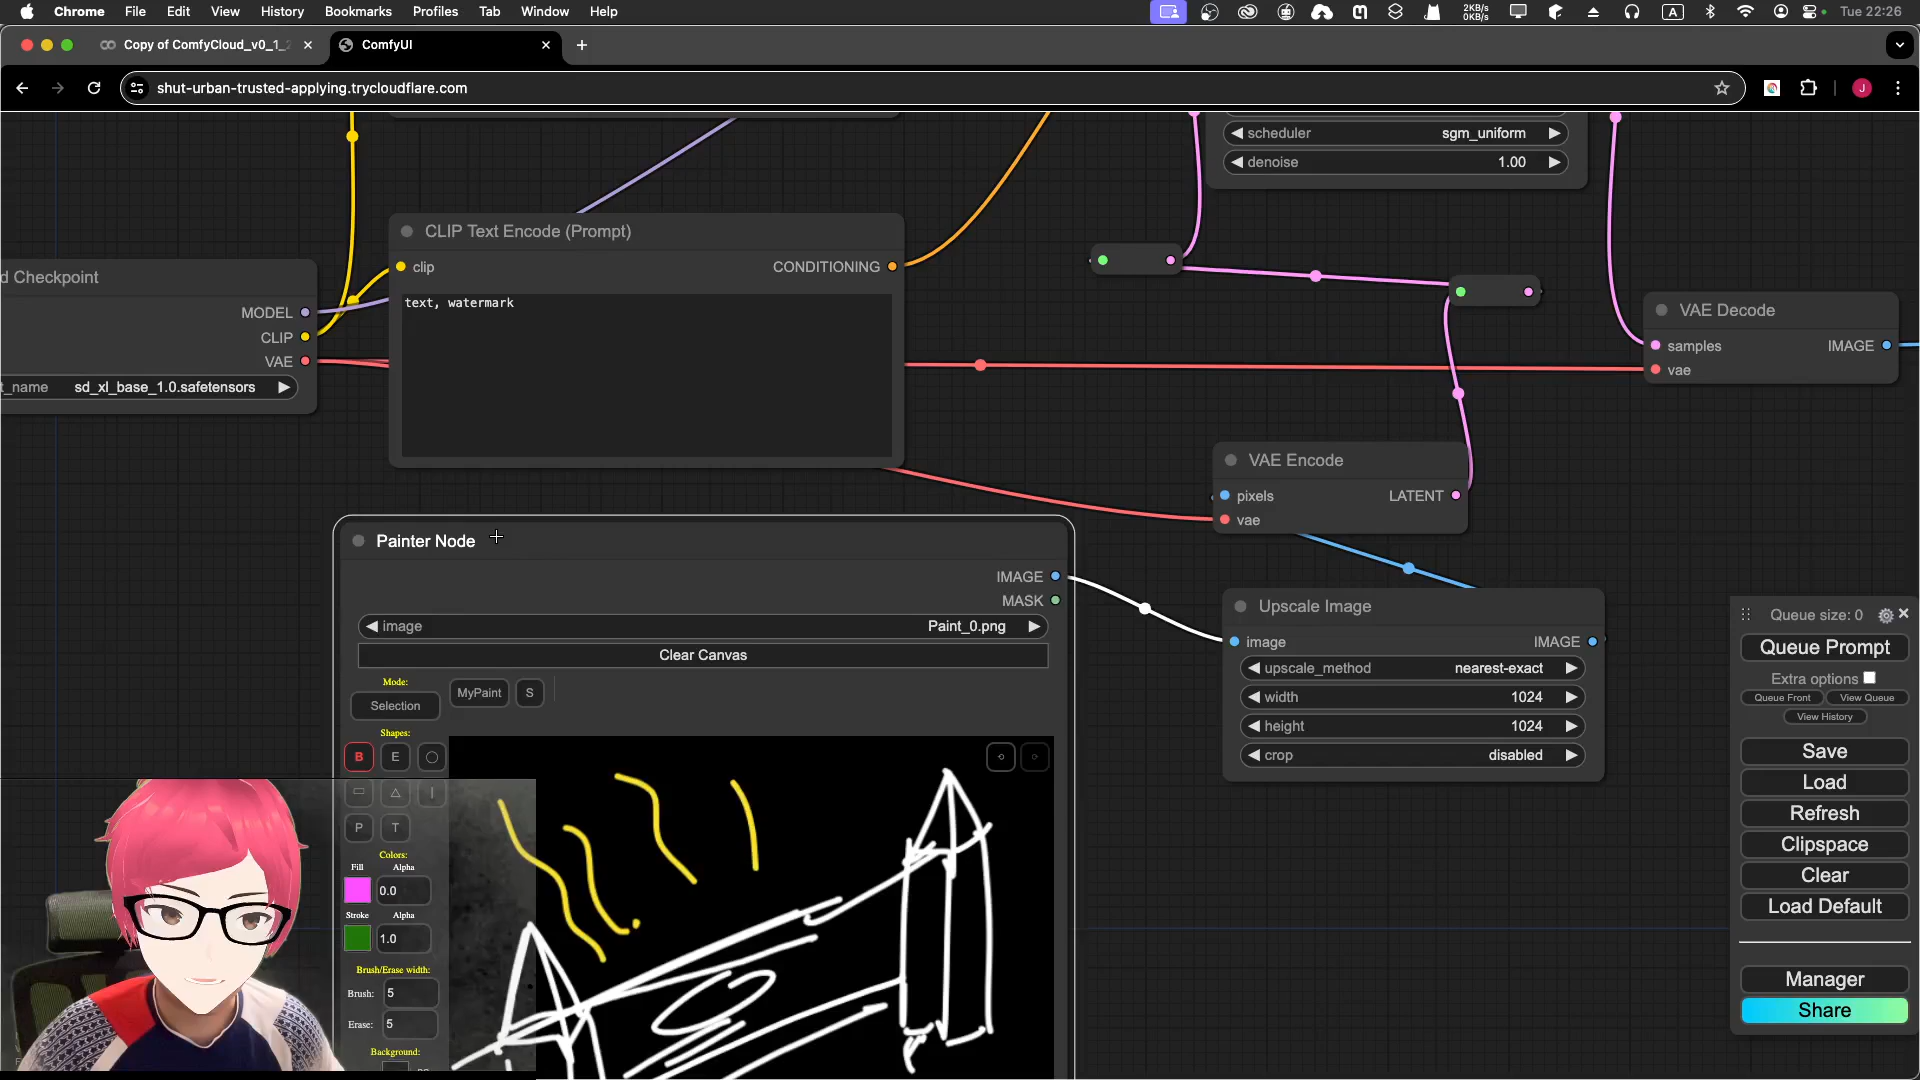 Chrome File Edit View History Bookmarks Profiles Tab Window Help
2KB/s
0KB/s
A
Tue 22:26
Copy of ComfyCloud_v0_1_
ComfyUI
shut-urban-trusted-applying.trycloudflare.com
J
scheduler sgm_uniform
denoise 1.00
CLIP Text Encode (Prompt)
clip CONDITIONING
text, watermark
d Checkpoint
MODEL
CLIP
VAE
t_name sd_xl_base_1.0.safetensors
VAE Decode
samples IMAGE
vae
VAE Encode
pixels LATENT
vae
Painter Node
IMAGE
MASK
image Paint_0.png
Clear Canvas
Mode:
Selection
MyPaint S
Shapes:
B E
P T
Colors:
Fill Alpha
0.0
Stroke Alpha
1.0
Brush/Erase width:
Brush: 5
Erase: 5
Background:
Upscale Image
image IMAGE
upscale_method nearest-exact
width 1024
height 1024
crop disabled
Queue size: 0
Queue Prompt
Extra options
Queue Front View Queue
View History
Save
Load
Refresh
Clipspace
Clear
Load Default
Manager
Share